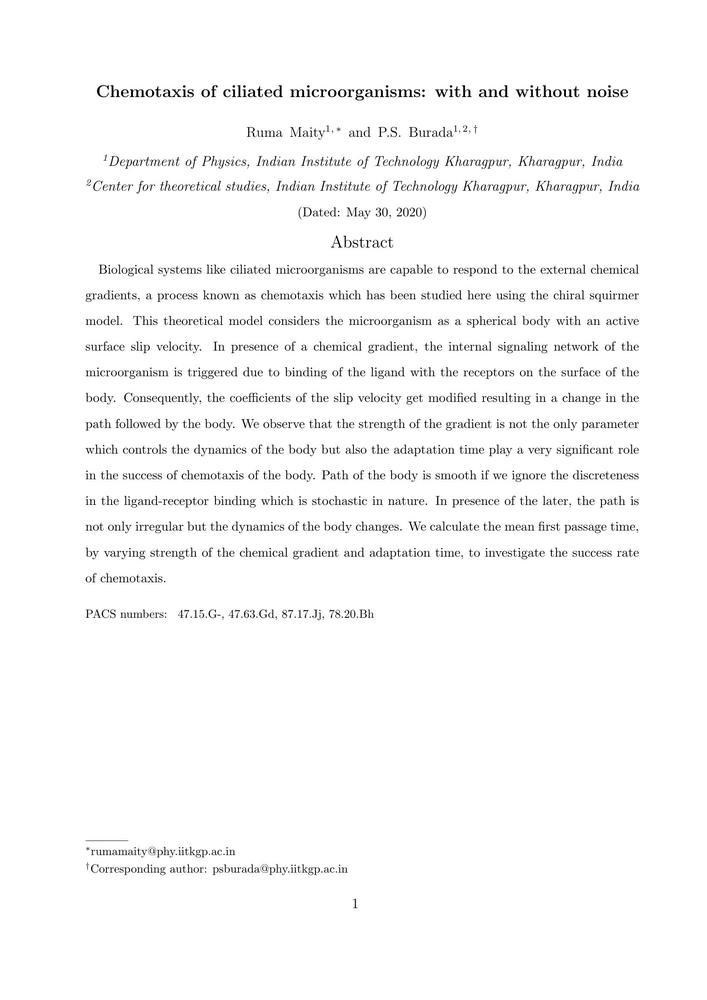 Chemotaxis of ciliated microorganisms: with and without noise
Ruma Maity1, ∗ and P.S. Burada1, 2, †
1Department of Physics, Indian Institute of Technology Kharagpur, Kharagpur, India
2Center for theoretical studies, Indian Institute of Technology Kharagpur, Kharagpur, India
(Dated: May 30, 2020)
Abstract
Biological systems like ciliated microorganisms are capable to respond to the external chemical
gradients, a process known as chemotaxis which has been studied here using the chiral squirmer
model. This theoretical model considers the microorganism as a spherical body with an active
surface slip velocity. In presence of a chemical gradient, the internal signaling network of the
microorganism is triggered due to binding of the ligand with the receptors on the surface of the
body. Consequently, the coefficients of the slip velocity get modified resulting in a change in the
path followed by the body. We observe that the strength of the gradient is not the only parameter
which controls the dynamics of the body but also the adaptation time play a very significant role
in the success of chemotaxis of the body. Path of the body is smooth if we ignore the discreteness
in the ligand-receptor binding which is stochastic in nature. In presence of the later, the path is
not only irregular but the dynamics of the body changes. We calculate the mean first passage time,
by varying strength of the chemical gradient and adaptation time, to investigate the success rate
of chemotaxis.
PACS numbers: 47.15.G-, 47.63.Gd, 87.17.Jj, 78.20.Bh
∗rumamaity@phy.iitkgp.ac.in
†Corresponding author: psburada@phy.iitkgp.ac.in
1